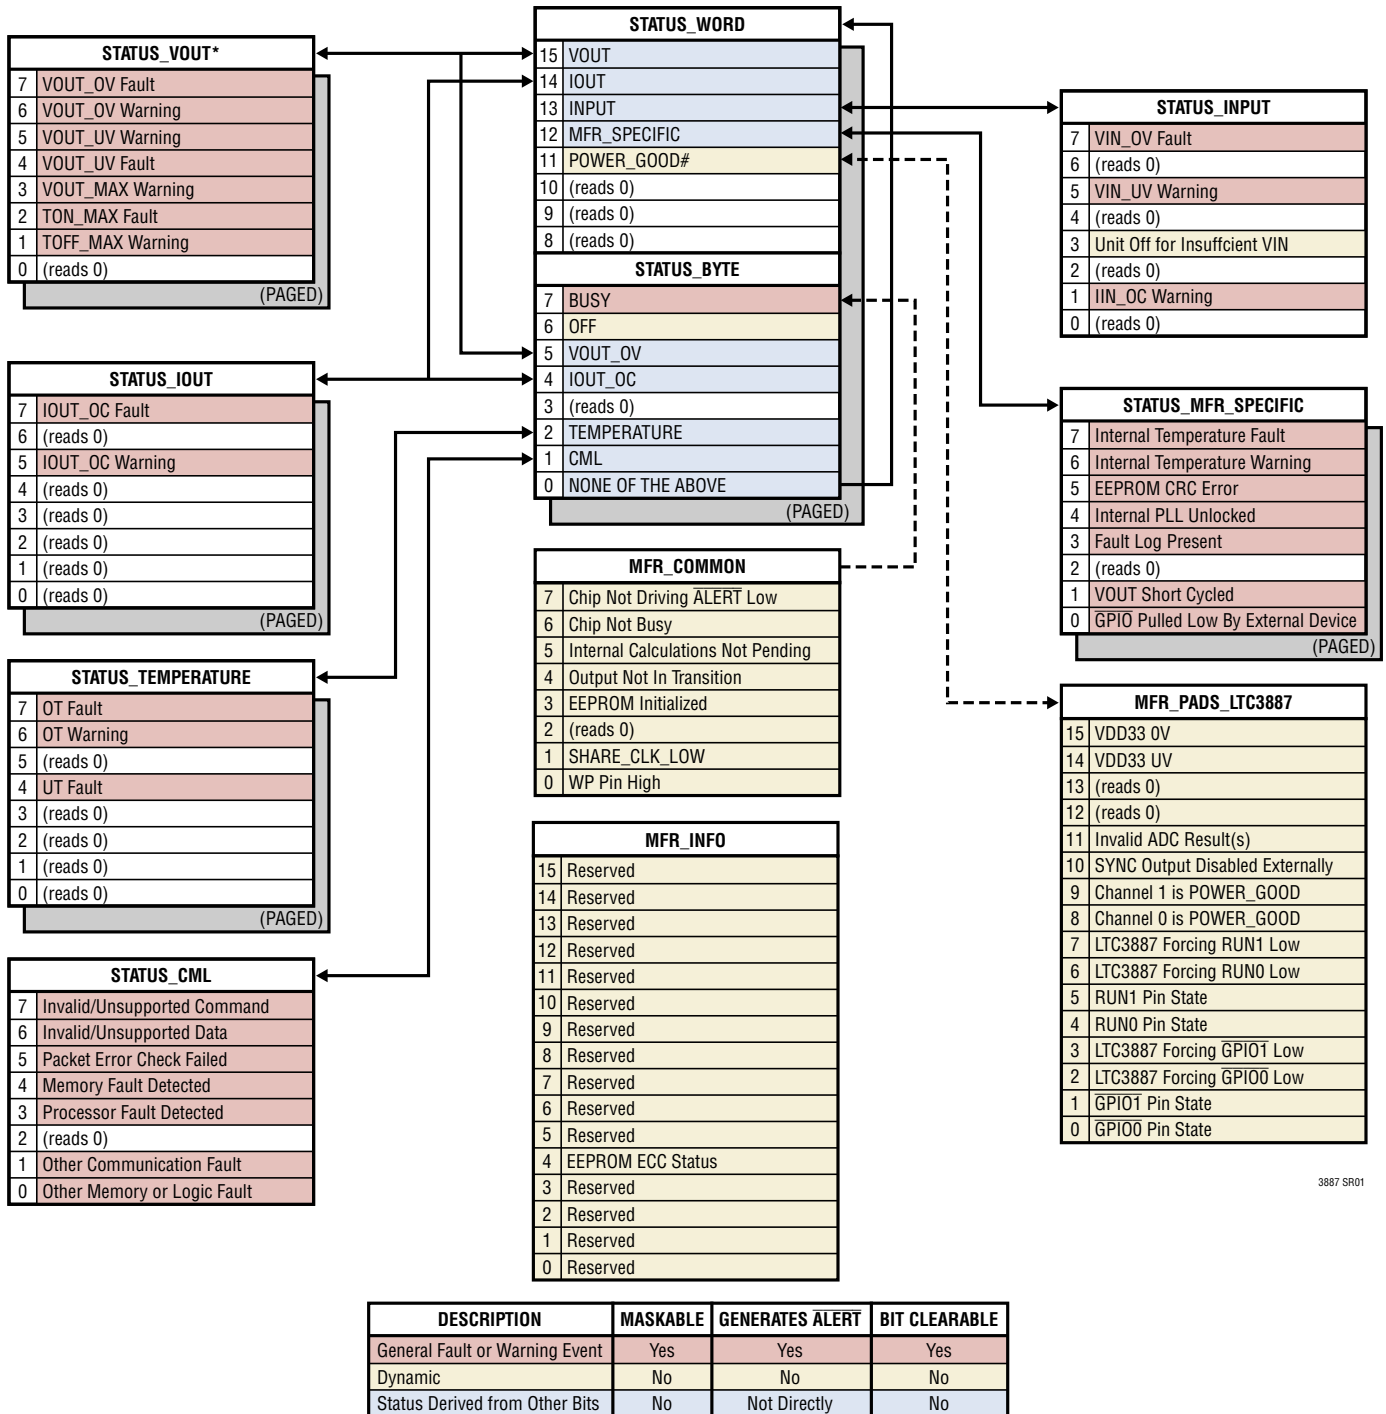 STATUS_VOUT*
7 VOUT_OV Fault
6 VOUT_OV Warning
5 VOUT_UV Warning
4 VOUT_UV Fault
3 VOUT_MAX Warning
2 TON_MAX Fault
1 TOFF_MAX Warning
0 (reads 0)
(PAGED)
STATUS_IOUT
7 IOUT_OC Fault
6 (reads 0)
5 IOUT_OC Warning
4 (reads 0)
3 (reads 0)
2 (reads 0)
1 (reads 0)
0 (reads 0)
(PAGED)
STATUS_TEMPERATURE
7 OT Fault
6 OT Warning
5 (reads 0)
4 UT Fault
3 (reads 0)
2 (reads 0)
1 (reads 0)
0 (reads 0)
(PAGED)
STATUS_CML
7 Invalid/Unsupported Command
6 Invalid/Unsupported Data
5 Packet Error Check Failed
4 Memory Fault Detected
3 Processor Fault Detected
2 (reads 0)
1 Other Communication Fault
0 Other Memory or Logic Fault
STATUS_WORD
15 VOUT
14 IOUT
13 INPUT
12 MFR_SPECIFIC
11 POWER_GOOD#
10 (reads 0)
9 (reads 0)
8 (reads 0)
STATUS_BYTE
7 BUSY
6 OFF
5 VOUT_OV
4 IOUT_OC
3 (reads 0)
2 TEMPERATURE
1 CML
0 NONE OF THE ABOVE
(PAGED)
MFR_COMMON
7 Chip Not Driving ALERT Low
6 Chip Not Busy
5 Internal Calculations Not Pending
4 Output Not In Transition
3 EEPROM Initialized
2 (reads 0)
1 SHARE_CLK_LOW
0 WP Pin High
MFR_INFO
15 Reserved
14 Reserved
13 Reserved
12 Reserved
11 Reserved
10 Reserved
9 Reserved
8 Reserved
7 Reserved
6 Reserved
5 Reserved
4 EEPROM ECC Status
3 Reserved
2 Reserved
1 Reserved
0 Reserved
STATUS_INPUT
7 VIN_OV Fault
6 (reads 0)
5 VIN_UV Warning
4 (reads 0)
3 Unit Off for Insuffcient VIN
2 (reads 0)
1 IIN_OC Warning
0 (reads 0)
STATUS_MFR_SPECIFIC
7 Internal Temperature Fault
6 Internal Temperature Warning
5 EEPROM CRC Error
4 Internal PLL Unlocked
3 Fault Log Present
2 (reads 0)
1 VOUT Short Cycled
0 GPIO Pulled Low By External Device
(PAGED)
MFR_PADS_LTC3887
15 VDD33 OV
14 VDD33 UV
13 (reads 0)
12 (reads 0)
11 Invalid ADC Result(s)
10 SYNC Output Disabled Externally
9 Channel 1 is POWER_GOOD
8 Channel 0 is POWER_GOOD
7 LTC3887 Forcing RUN1 Low
6 LTC3887 Forcing RUN0 Low
5 RUN1 Pin State
4 RUN0 Pin State
3 LTC3887 Forcing GPIO1 Low
2 LTC3887 Forcing GPIO0 Low
1 GPIO1 Pin State
0 GPIO0 Pin State
3887 SR01
DESCRIPTION MASKABLE GENERATES ALERT BIT CLEARABLE
General Fault or Warning Event Yes Yes Yes
Dynamic No No No
Status Derived from Other Bits No Not Directly No